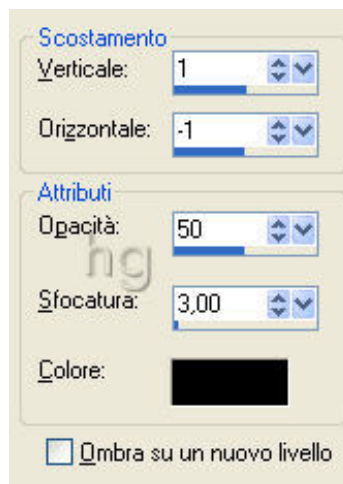 Scostamento
Verticale: 1
Orizzontale: -1
Attributi
Opacità: 50
hg
Sfocatura: 3,00
Colore:
Ombra su un nuovo livello